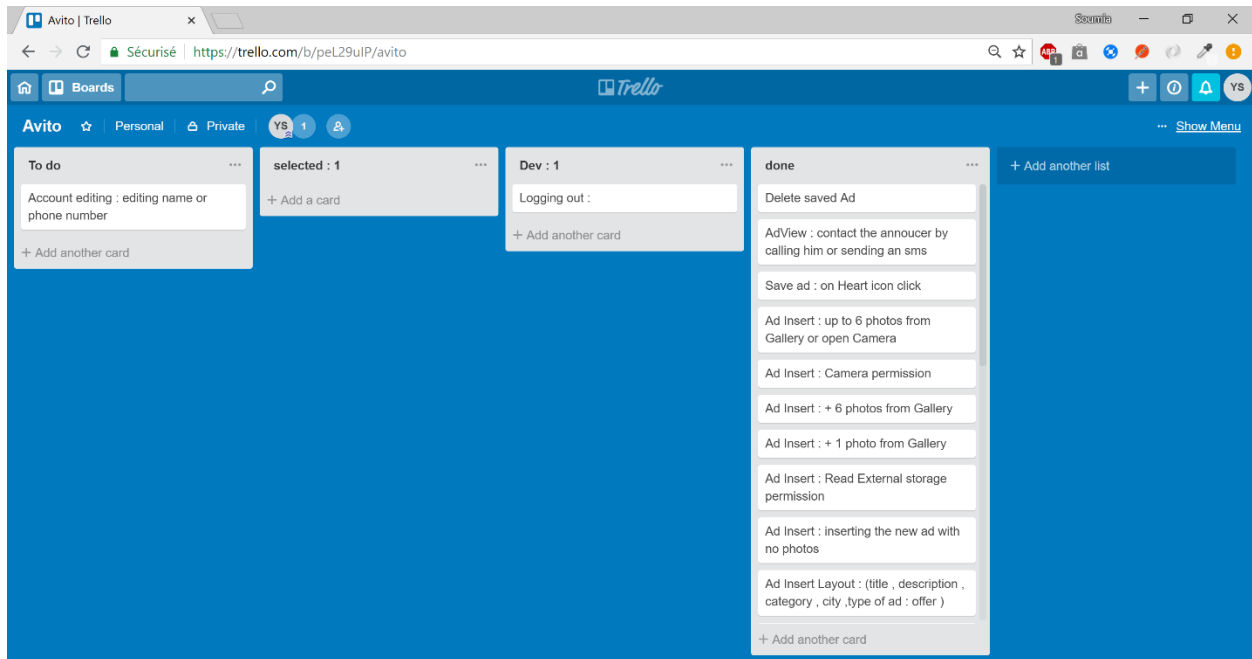 Avito | Trello
Soumia
Sécurisé
https://trello.com/b/peL29uIP/avito
ABP
1
Boards
Trello
YS
Avito
Personal
Private
YS
1
Show Menu
To do
Account editing : editing name or
phone number
+ Add another card
selected : 1
+ Add a card
Dev : 1
Logging out :
+ Add another card
done
Delete saved Ad
AdView : contact the annoucer by
calling him or sending an sms
Save ad : on Heart icon click
Ad Insert : up to 6 photos from
Gallery or open Camera
Ad Insert : Camera permission
Ad Insert : + 6 photos from Gallery
Ad Insert : + 1 photo from Gallery
Ad Insert : Read External storage
permission
Ad Insert : inserting the new ad with
no photos
Ad Insert Layout : (title , description ,
category , city ,type of ad : offer )
+ Add another card
+ Add another list